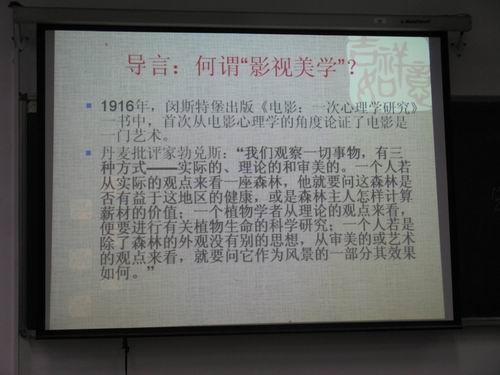 导言：何谓“影视美学”？
吉祥如意
1916年，闵斯特堡出版《电影：一次心理学研究》
一书中，首次从电影心理学的角度论证了电影是
一门艺术。
丹麦批评家勃兑斯：“我们观察一切事物，有三
种方式——实际的、理论的和审美的。一个人若
从实际的观点来看一座森林，他就要问这森林是
否有益于这地区的健康，或是森林主人怎样计算
薪材的价值；一个植物学者从理论的观点来看，
便要进行有关植物生命的科学研究；一个人若是
除了森林的外观没有别的思想，从审美的或艺术
的观点来看，就要问它作为风景的一部分其效果
如何。”